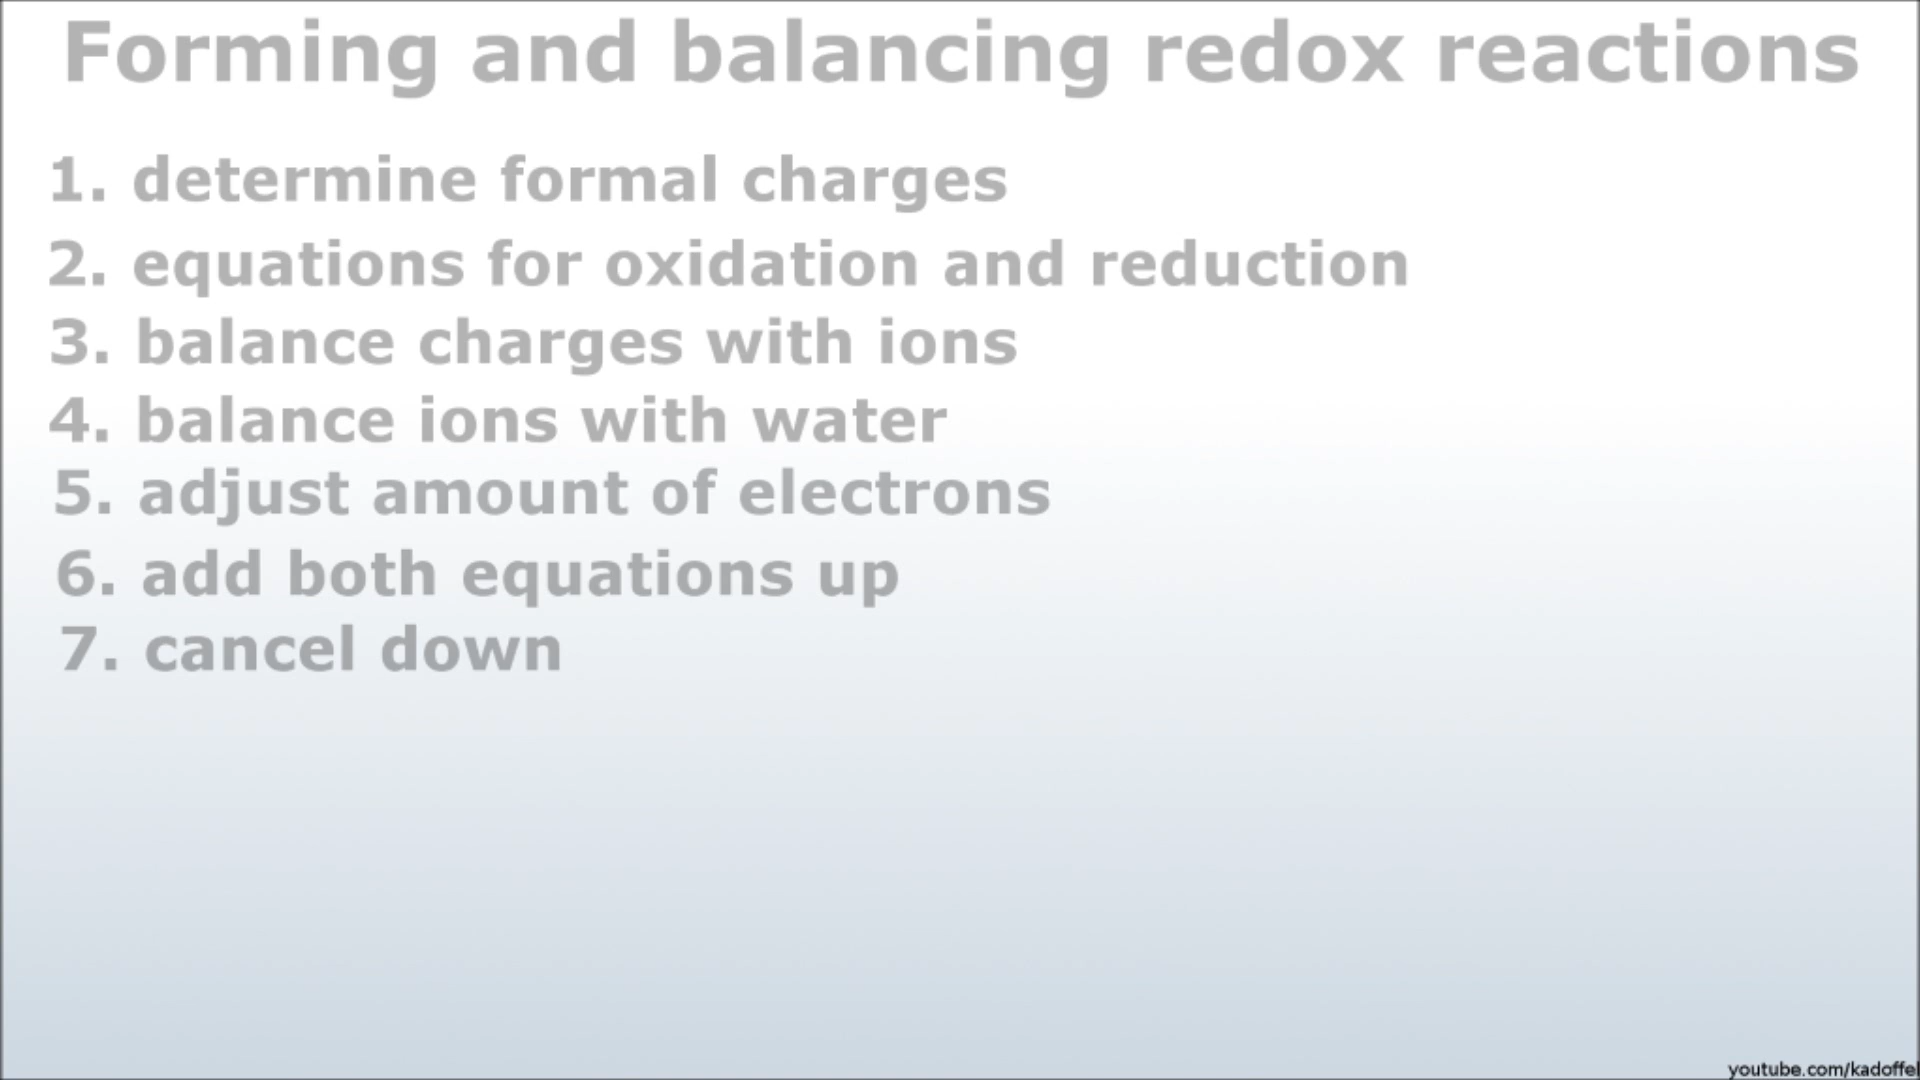 Forming and balancing redox reactions
1. determine formal charges
2. equations for oxidation and reduction
3. balance charges with ions
4. balance ions with water
5. adjust amount of electrons
6. add both equations up
7. cancel down
youtube.com/kadoffel